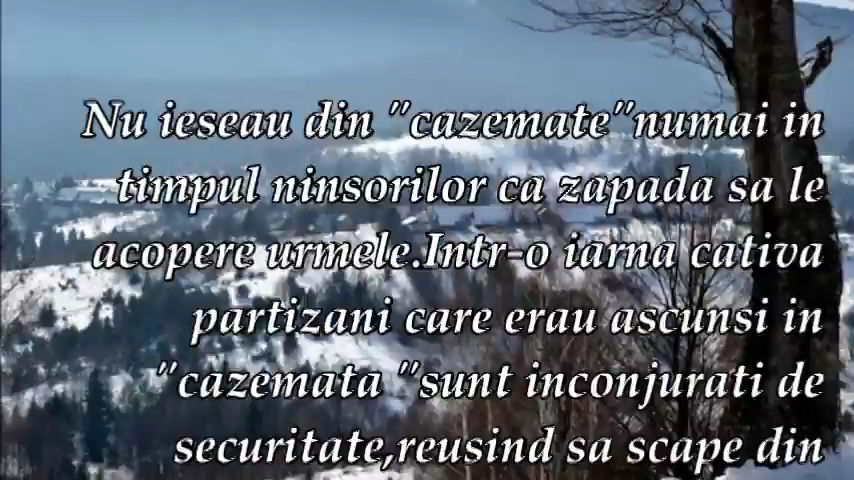 Nu ieseau din "cazemate"numai in
timpul ninsorilor ca zapada sa le
acopere urmele.Intr-o iarna cativa
partizani care erau ascunsi in
"cazemata "sunt inconjurati de
securitate,reusind sa scape din